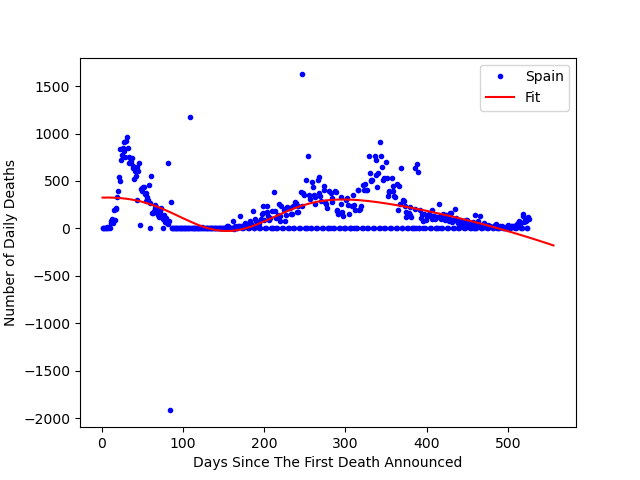 Spain
Fit
1500
1000
500
0
−500
−1000
−1500
−2000
Number of Daily Deaths
0 100 200 300 400 500
Days Since The First Death Announced